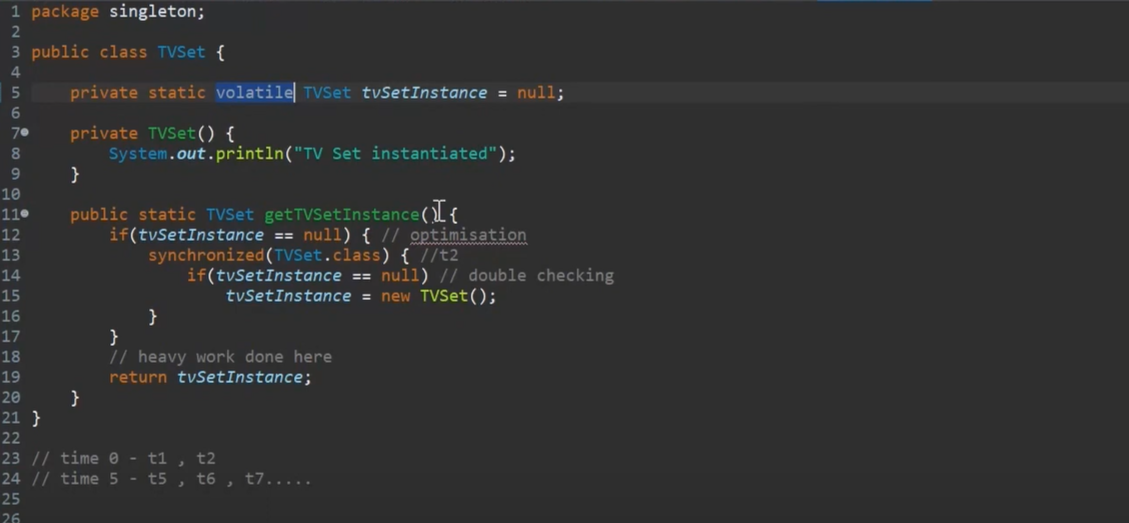 1 package singleton;
2
3 public class TVSet {
4
5 private static volatile TVSet tvSetInstance = null;
6
7 private TVSet() {
8 System.out.println("TV Set instantiated");
9 }
10
11 public static TVSet getTVSetInstance() {
12 if(tvSetInstance == null) { // optimisation
13 synchronized(TVSet.class) { //t2
14 if(tvSetInstance == null) // double checking
15 tvSetInstance = new TVSet();
16 }
17 }
18 // heavy work done here
19 return tvSetInstance;
20 }
21 }
22
23 // time 0 - t1 , t2
24 // time 5 - t5 , t6 , t7.....
25
26